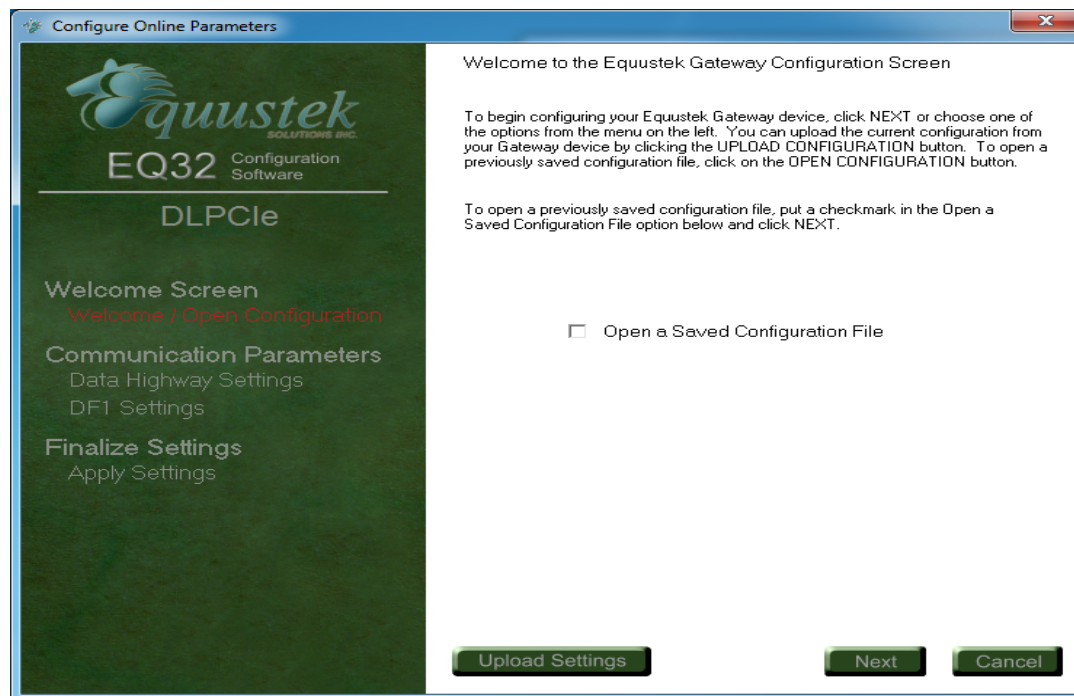 Configure Online Parameters
Equustek
SOLUTIONS INC.
EQ32 Configuration Software
DLPCIe
Welcome Screen
Welcome / Open Configuration
Communication Parameters
Data Highway Settings
DF1 Settings
Finalize Settings
Apply Settings
Welcome to the Equustek Gateway Configuration Screen
To begin configuring your Equustek Gateway device, click NEXT or choose one of
the options from the menu on the left. You can upload the current configuration from
your Gateway device by clicking the UPLOAD CONFIGURATION button. To open a
previously saved configuration file, click on the OPEN CONFIGURATION button.
To open a previously saved configuration file, put a checkmark in the Open a
Saved Configuration File option below and click NEXT.
Open a Saved Configuration File
Upload Settings
Next
Cancel